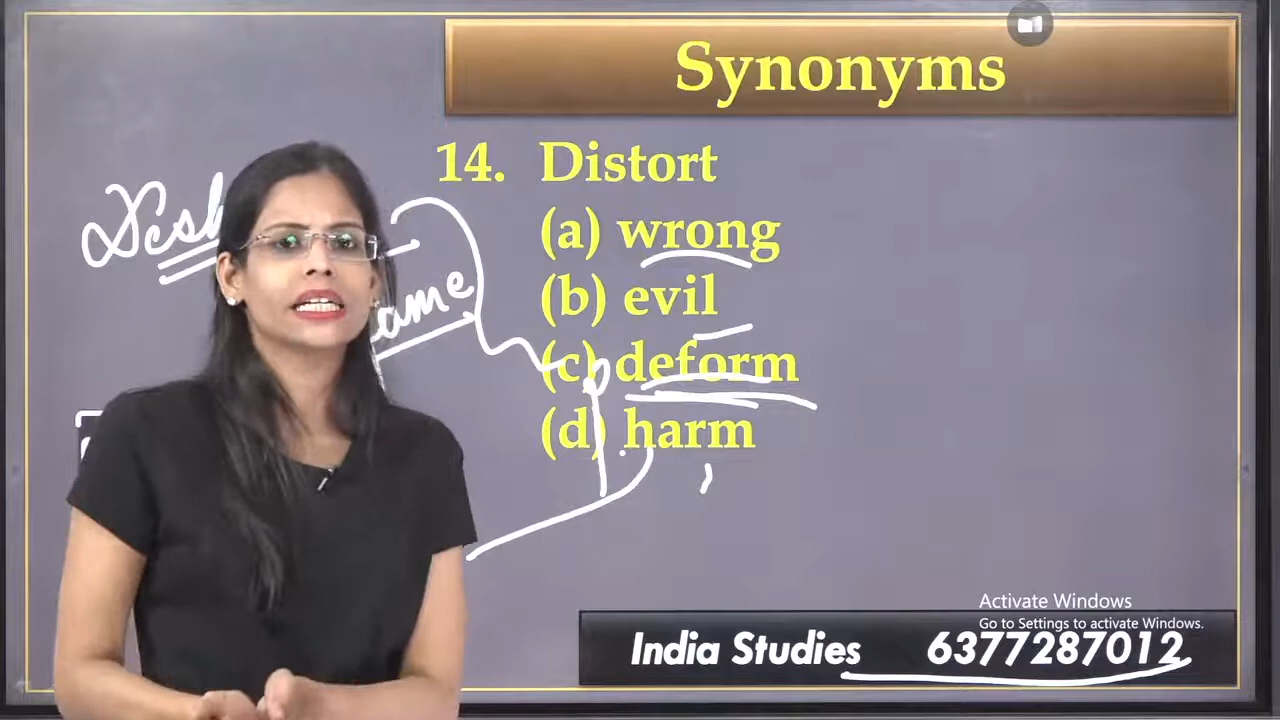 Synonyms
14. Distort
(a) wrong
(b) evil
(c) deform
(d) harm
Activate Windows
Go to Settings to activate Windows.
India Studies 6377287012